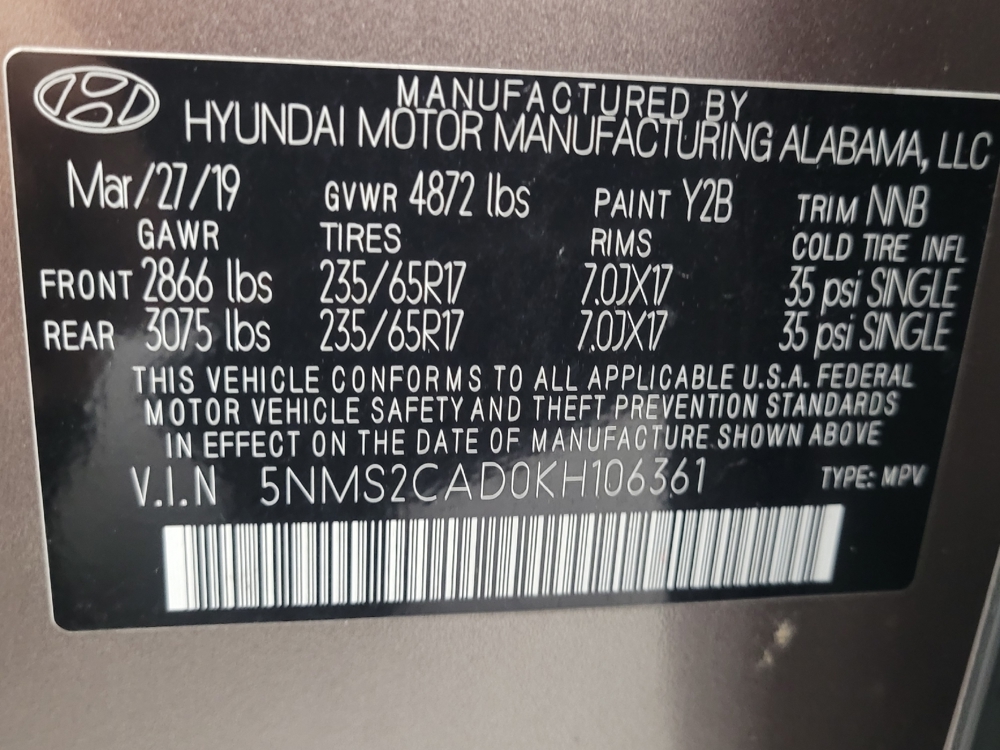 MANUFACTURED BY
HYUNDAI MOTOR MANUFACTURING ALABAMA, LLC
Mar/27/19 GVWR 4872 lbs PAINT Y2B TRIM NNB
GAWR TIRES RIMS COLD TIRE INFL
FRONT 2866 lbs 235/65R17 7.0JX17 35 psi SINGLE
REAR 3075 lbs 235/65R17 7.0JX17 35 psi SINGLE
THIS VEHICLE CONFORMS TO ALL APPLICABLE U.S.A. FEDERAL
MOTOR VEHICLE SAFETY AND THEFT PREVENTION STANDARDS
IN EFFECT ON THE DATE OF MANUFACTURE SHOWN ABOVE
V.I.N 5NMS2CAD0KH106361 TYPE: MPV